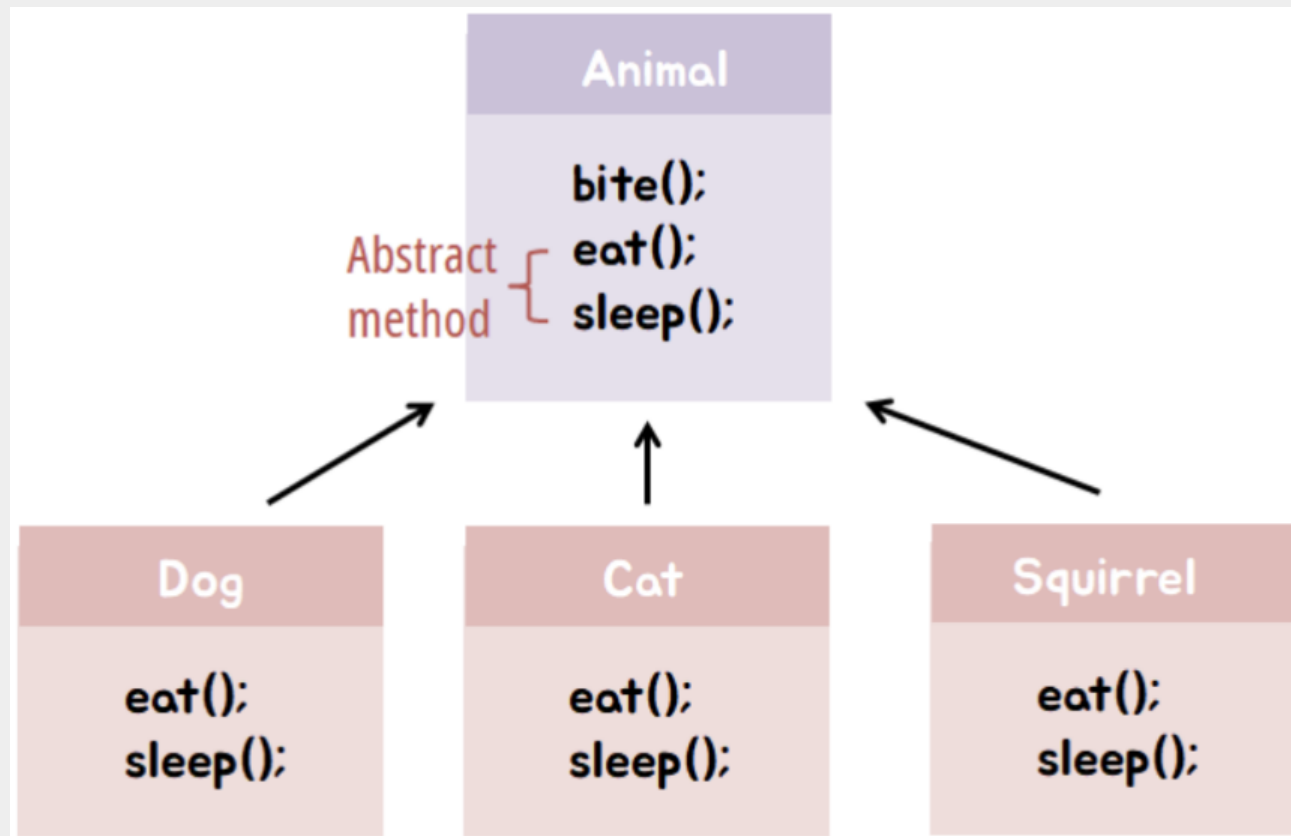 Animal
bite();
eat();
sleep();
Abstract
method
Dog
eat();
sleep();
Cat
eat();
sleep();
Squirrel
eat();
sleep();